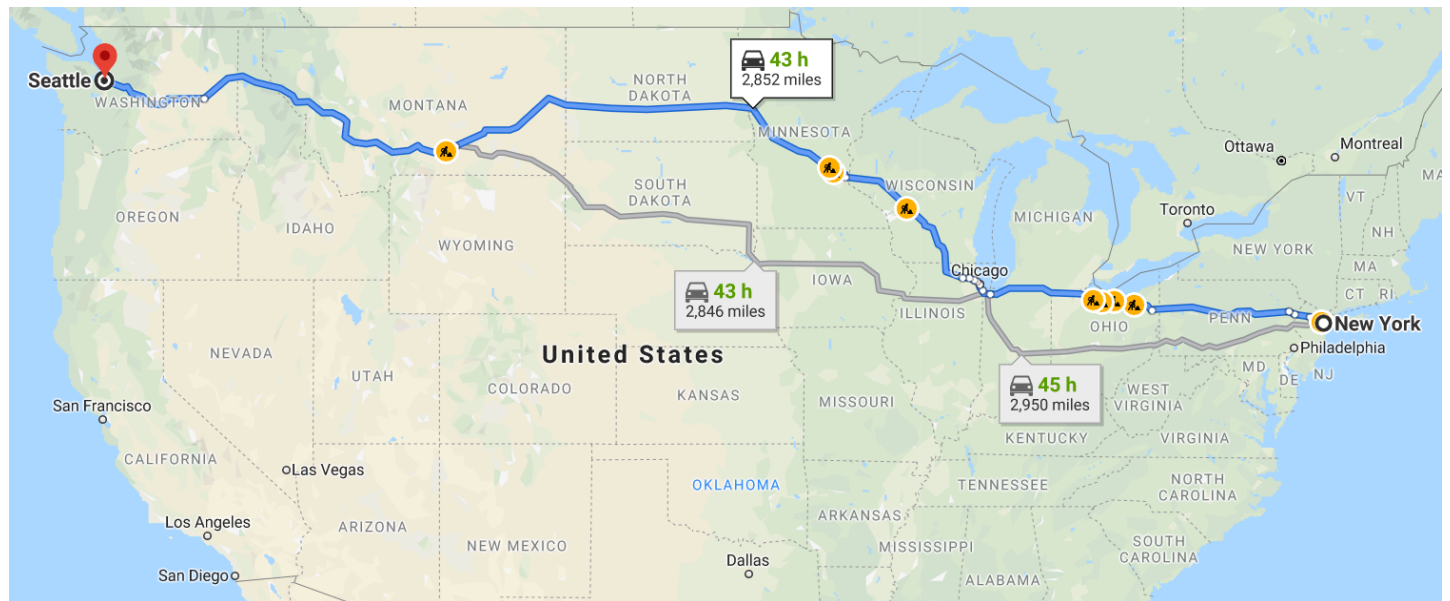 43 h
2,852 miles
Seattle
WASHINGTON
MONTANA
NORTH
DAKOTA
MINNESOTA
Ottawa
Montreal
MA
VT
NH
OREGON
IDAHO
WYOMING
SOUTH
DAKOTA
WISCONSIN
MICHIGAN
Toronto
NEW YORK
MA
CT
RI
Chicago
43 h
2,846 miles
IOWA
ILLINOIS
OHIO
PENN
New York
Philadelphia
NEVADA
UTAH
COLORADO
United States
KANSAS
MISSOURI
45 h
2,950 miles
WEST
VIRGINIA
MD
DE
NJ
San Francisco
CALIFORNIA
Las Vegas
KENTUCKY
VIRGINIA
OKLAHOMA
TENNESSEE
NORTH
CAROLINA
Los Angeles
ARIZONA
NEW MEXICO
ARKANSAS
MISSISSIPPI
SOUTH
CAROLINA
San Diego
Dallas
ALABAMA